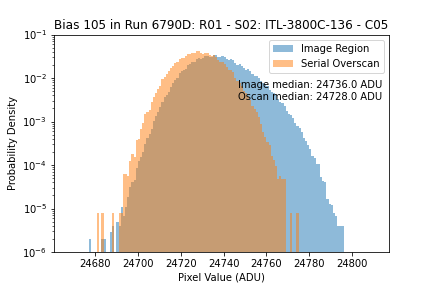 Bias 105 in Run 6790D: R01 - S02: ITL-3800C-136 - C05
Image Region
Serial Overscan
Image median: 24736.0 ADU
Oscan median: 24728.0 ADU
Probability Density
10⁻¹
10⁻²
10⁻³
10⁻⁴
10⁻⁵
10⁻⁶
24680 24700 24720 24740 24760 24780 24800
Pixel Value (ADU)